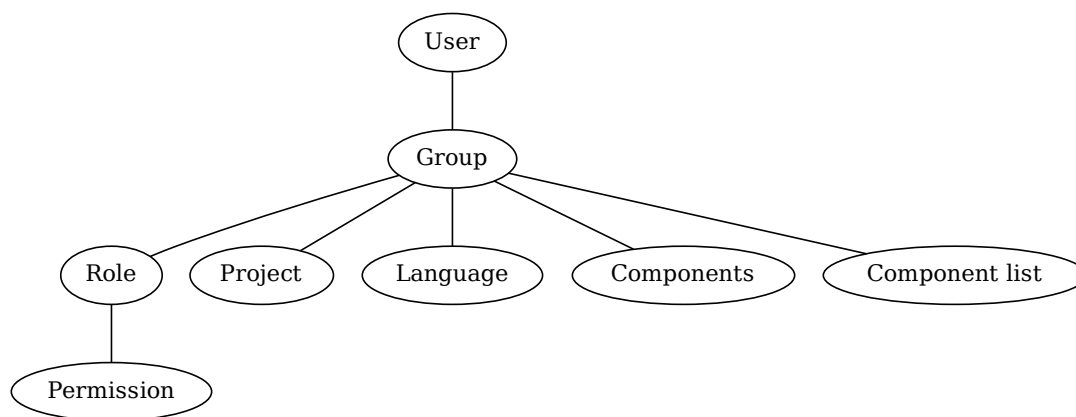 User
Group
Role
Project
Language
Components
Component list
Permission